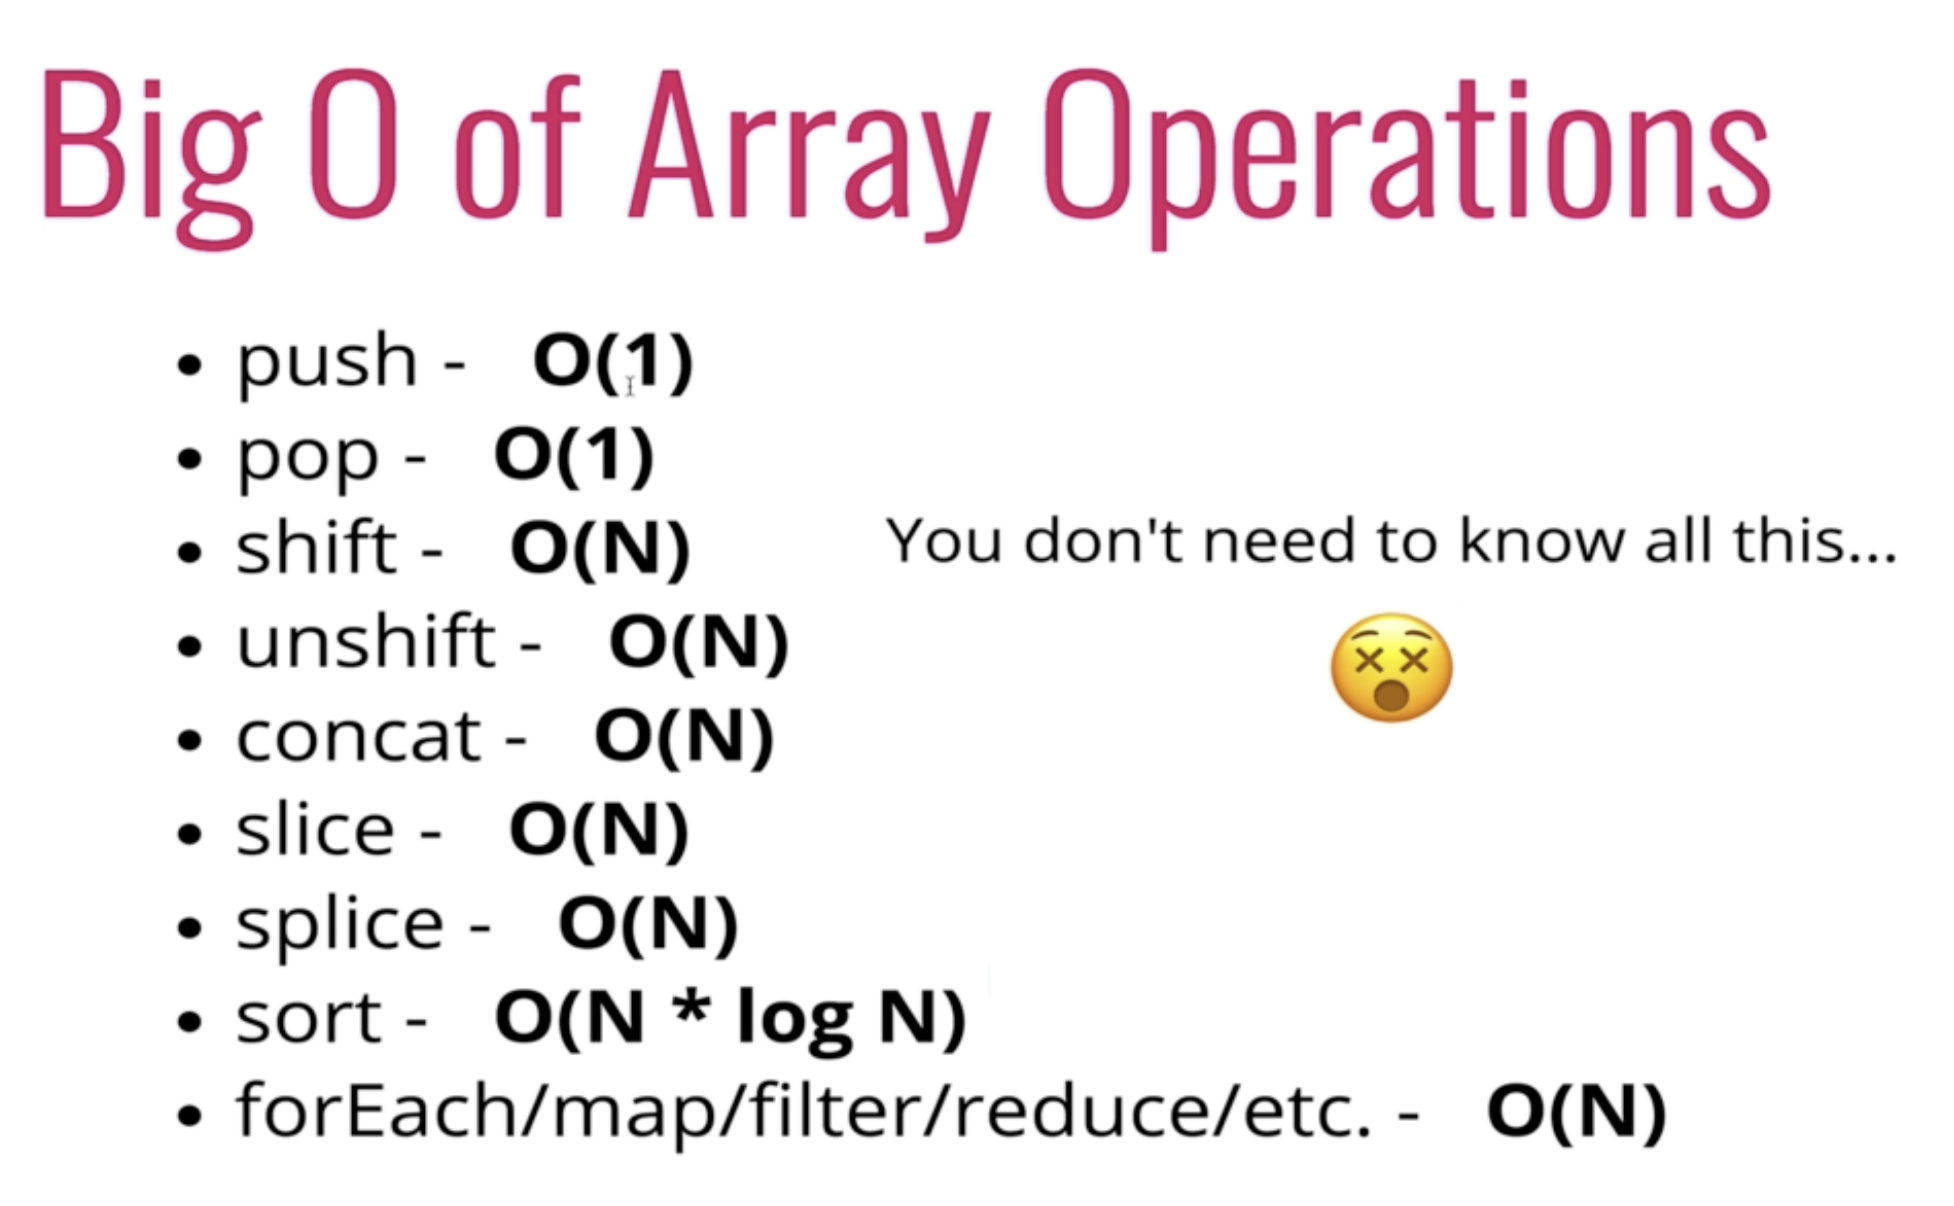 Big O of Array Operations
• push - O(1)
• pop - O(1)
• shift - O(N)
You don't need to know all this...
• unshift - O(N)
• concat - O(N)
• slice - O(N)
• splice - O(N)
• sort - O(N * log N)
• forEach/map/filter/reduce/etc. - O(N)